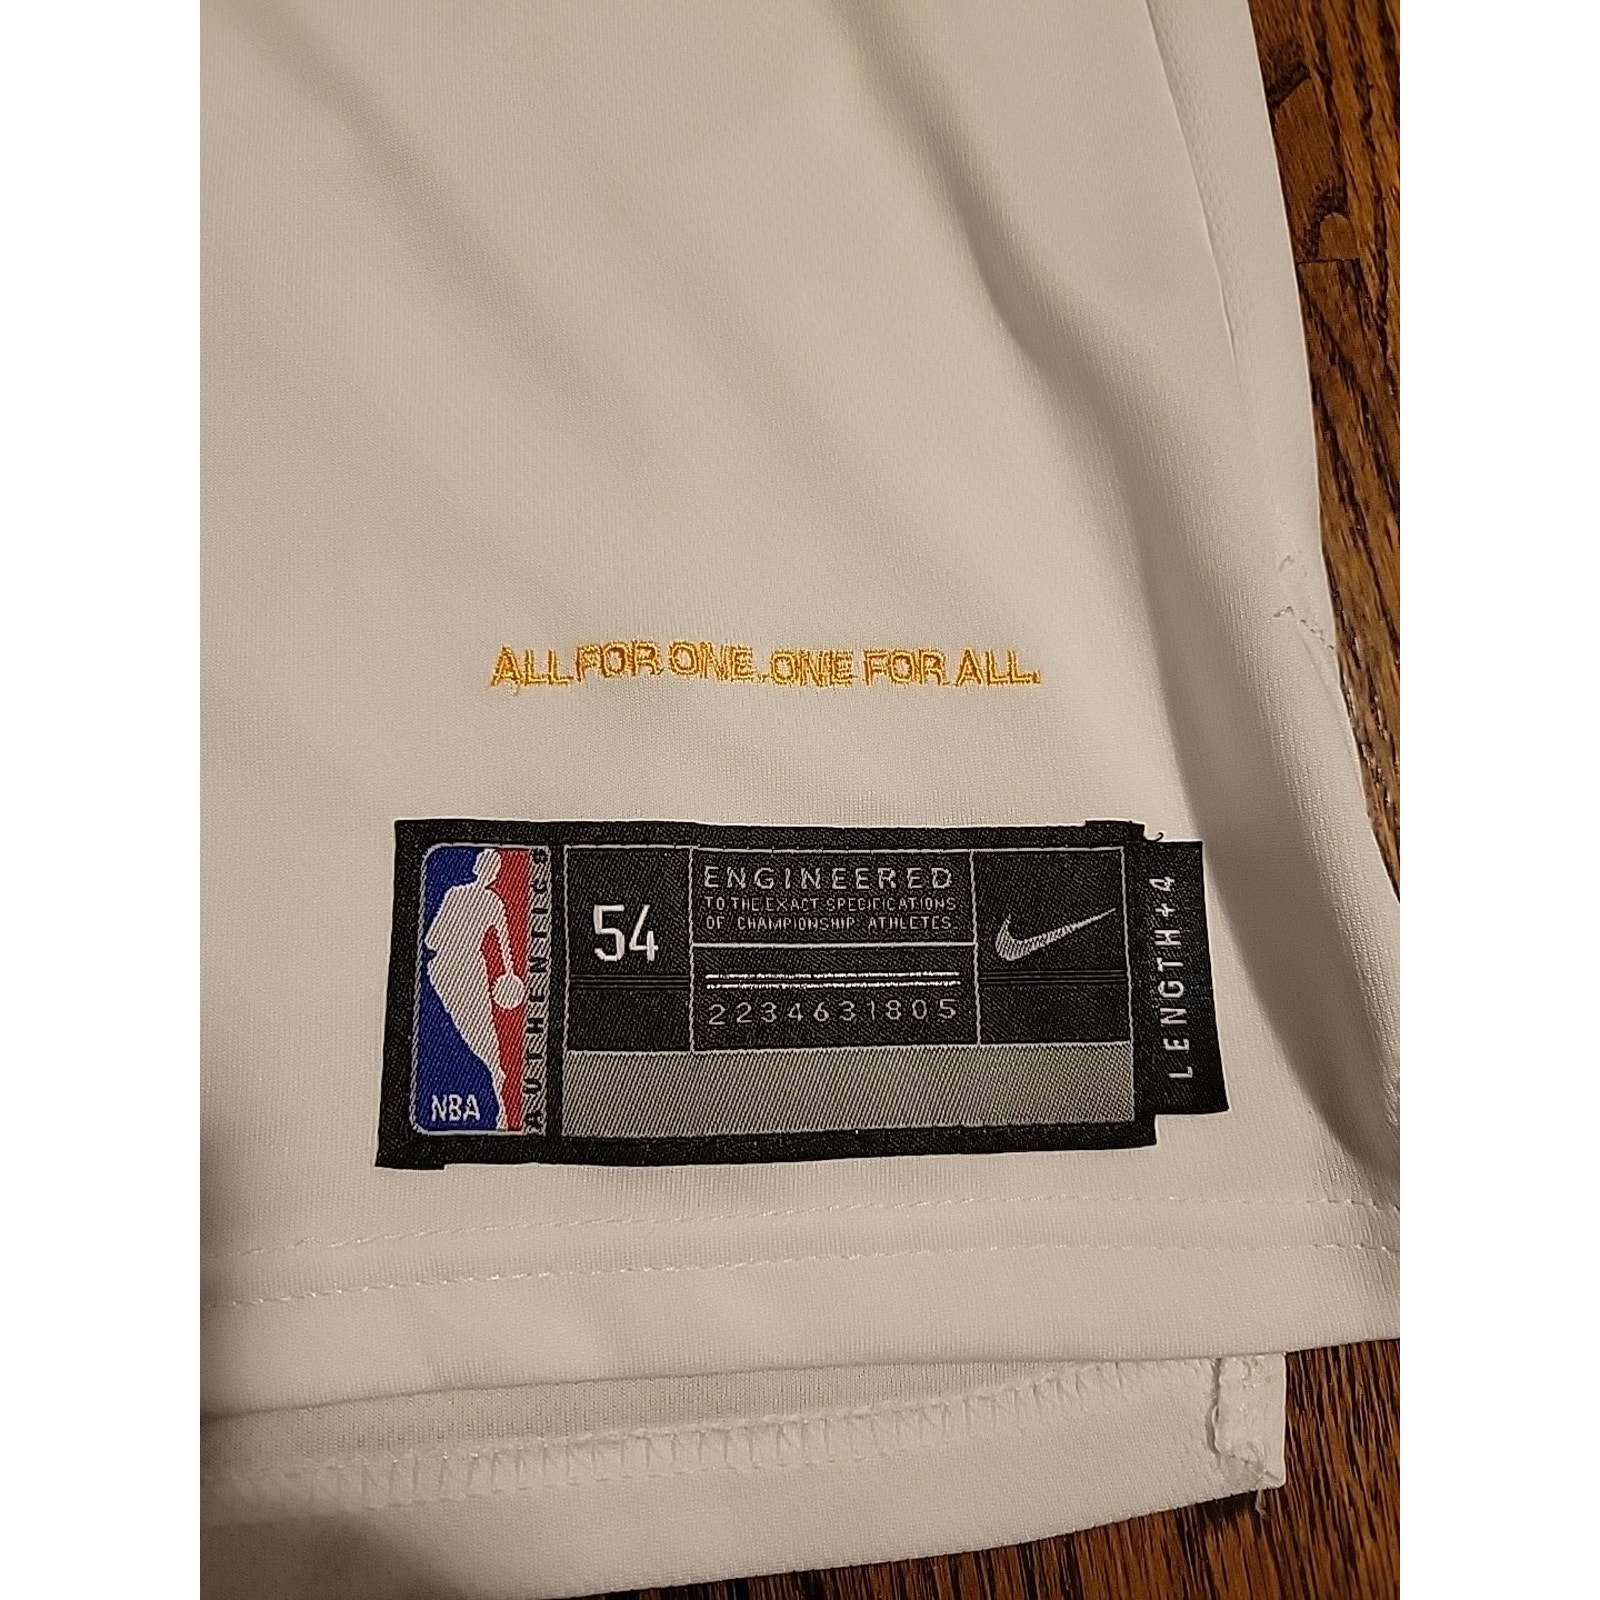 ALL FOR ONE. ONE FOR ALL.
NBA
AUTHENTICS
54
ENGINEERED
TO THE EXACT SPECIFICATIONS
OF CHAMPIONSHIP ATHLETES
2234631805
LENGTH+4